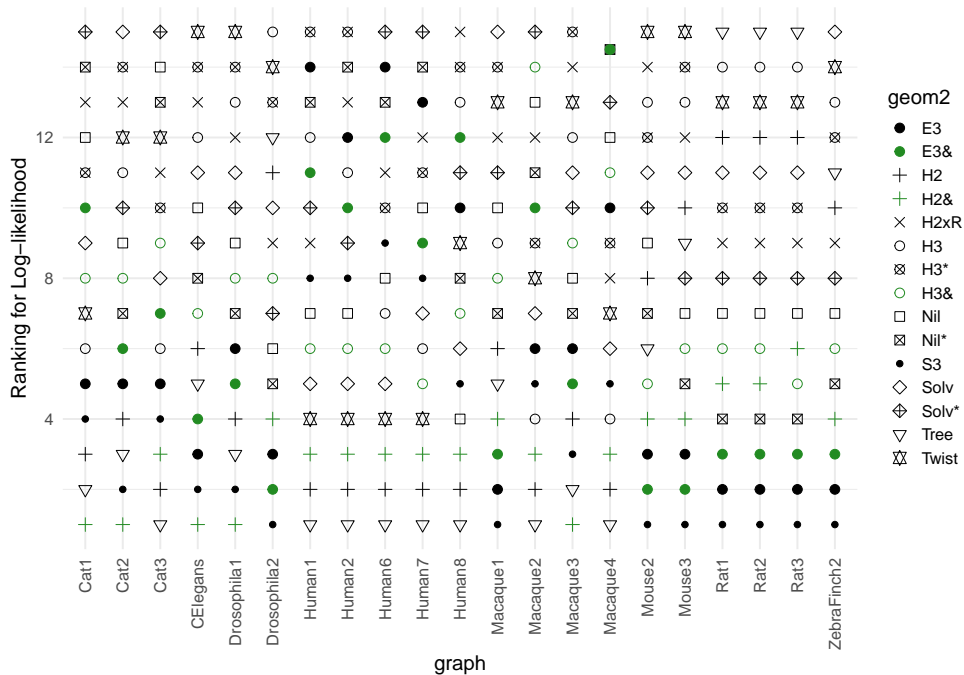 Ranking for Log-likelihood
12
8
4
Cat1
Cat2
Cat3
CElegans
Drosophila1
Drosophila2
Human1
Human2
Human6
Human7
Human8
Macaque1
Macaque2
Macaque3
Macaque4
Mouse2
Mouse3
Rat1
Rat2
Rat3
ZebraFinch2
graph
geom2
E3
E3&
H2
H2&
H2xR
H3
H3*
H3&
Nil
Nil*
S3
Solv
Solv*
Tree
Twist